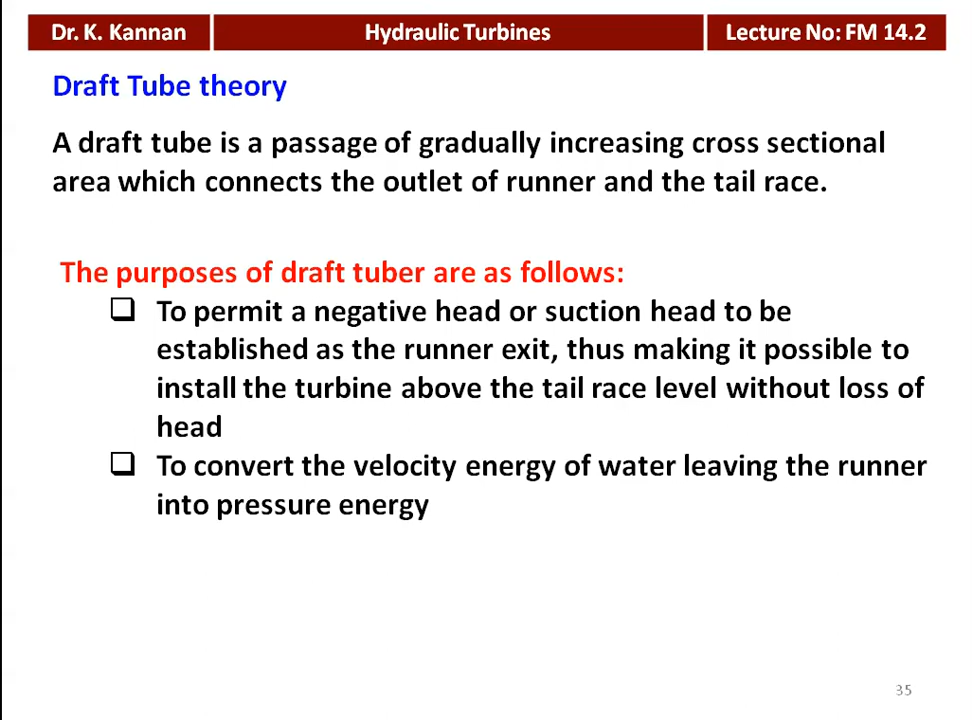 Dr. K. Kannan
Hydraulic Turbines
Lecture No: FM 14.2
Draft Tube theory
A draft tube is a passage of gradually increasing cross sectional
area which connects the outlet of runner and the tail race.
The purposes of draft tuber are as follows:
To permit a negative head or suction head to be
established as the runner exit, thus making it possible to
install the turbine above the tail race level without loss of
head
To convert the velocity energy of water leaving the runner
into pressure energy
35